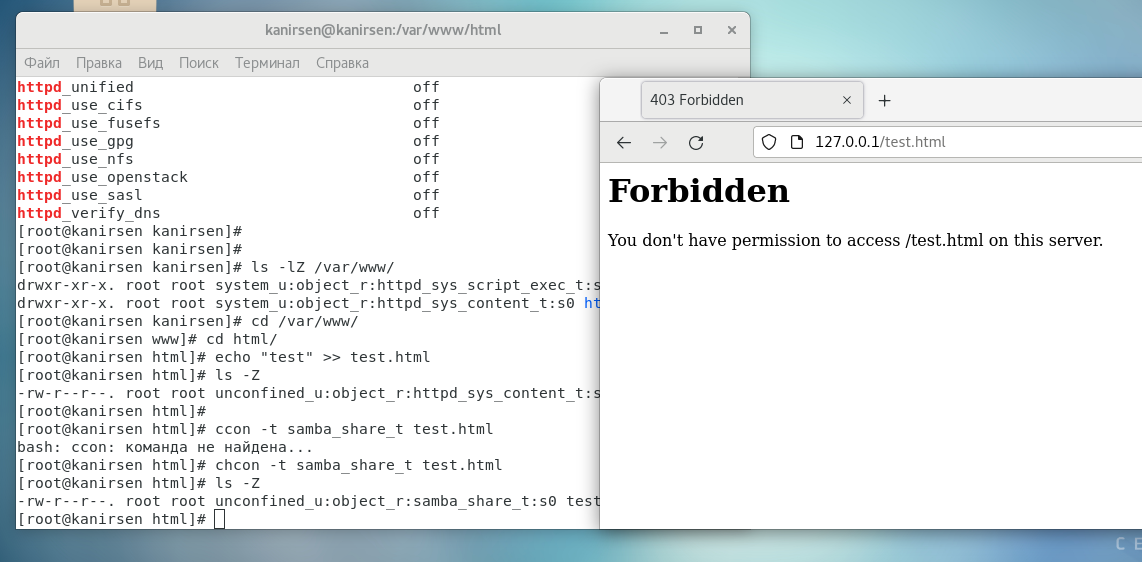 kanirsen@kanirsen:/var/www/html
Файл Правка Вид Поиск Терминал Справка
httpd_unified off
httpd_use_cifs off
httpd_use_fusefs off
httpd_use_gpg off
httpd_use_nfs off
httpd_use_openstack off
httpd_use_sasl off
httpd_verify_dns off
[root@kanirsen kanirsen]#
[root@kanirsen kanirsen]#
[root@kanirsen kanirsen]# ls -lZ /var/www/
drwxr-xr-x. root root system_u:object_r:httpd_sys_script_exec_t:s
drwxr-xr-x. root root system_u:object_r:httpd_sys_content_t:s0 ht
[root@kanirsen kanirsen]# cd /var/www/
[root@kanirsen www]# cd html/
[root@kanirsen html]# echo "test" >> test.html
[root@kanirsen html]# ls -Z
-rw-r--r--. root root unconfined_u:object_r:httpd_sys_content_t:s
[root@kanirsen html]#
[root@kanirsen html]# ccon -t samba_share_t test.html
bash: ccon: команда не найдена...
[root@kanirsen html]# chcon -t samba_share_t test.html
[root@kanirsen html]# ls -Z
-rw-r--r--. root root unconfined_u:object_r:samba_share_t:s0 test
[root@kanirsen html]#
403 Forbidden
127.0.0.1/test.html
Forbidden
You don't have permission to access /test.html on this server.
C E